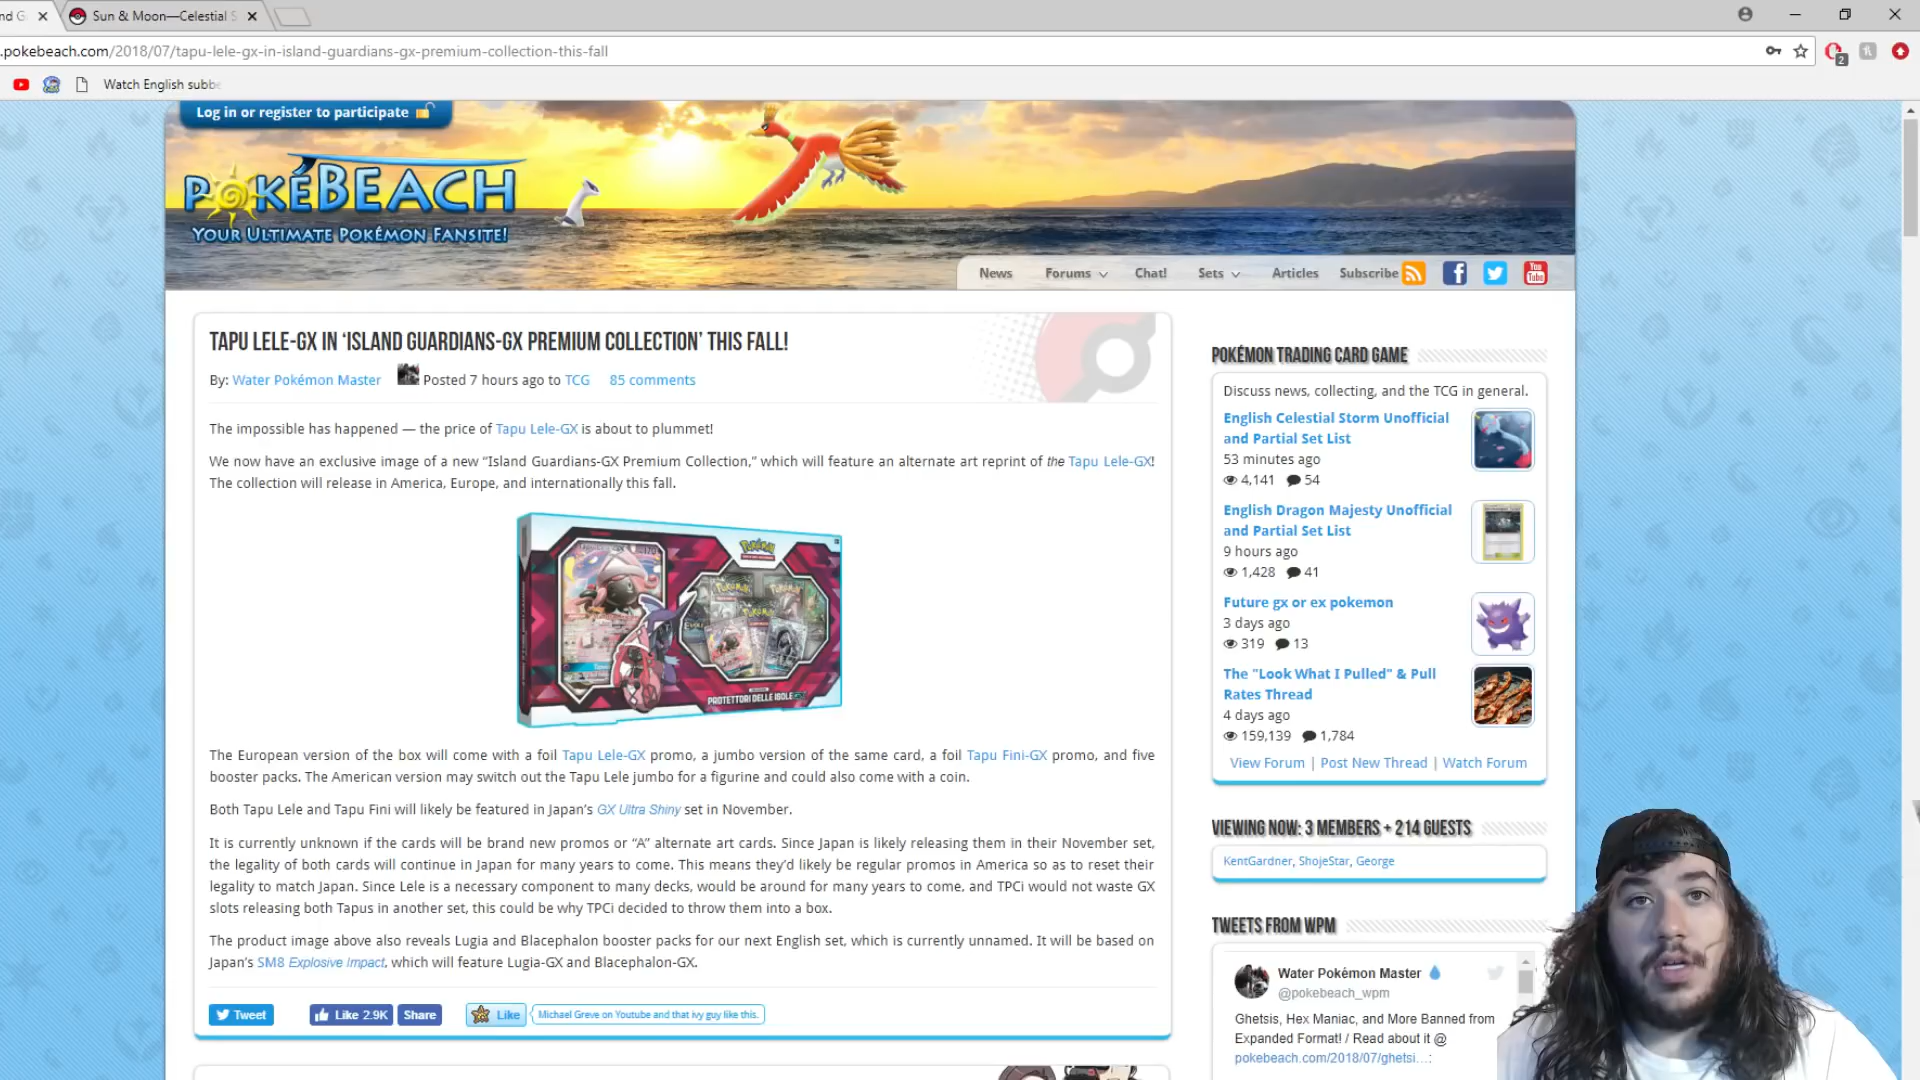 nd G
Sun & Moon—Celestial S
.pokebeach.com/2018/07/tapu-lele-gx-in-island-guardians-gx-premium-collection-this-fall
2
Watch English subbe
Log in or register to participate
POKÉBEACH
YOUR ULTIMATE POKÉMON FANSITE!
News Forums Chat! Sets Articles Subscribe
You Tube
TAPU LELE-GX IN ‘ISLAND GUARDIANS-GX PREMIUM COLLECTION’ THIS FALL!
By: Water Pokémon Master Posted 7 hours ago to TCG 85 comments
The impossible has happened — the price of Tapu Lele-GX is about to plummet!
We now have an exclusive image of a new “Island Guardians-GX Premium Collection,” which will feature an alternate art reprint of the Tapu Lele-GX!
The collection will release in America, Europe, and internationally this fall.
POKÉMON
PROTETTORI DELLE ISOLE GX
The European version of the box will come with a foil Tapu Lele-GX promo, a jumbo version of the same card, a foil Tapu Fini-GX promo, and five
booster packs. The American version may switch out the Tapu Lele jumbo for a figurine and could also come with a coin.
Both Tapu Lele and Tapu Fini will likely be featured in Japan’s GX Ultra Shiny set in November.
It is currently unknown if the cards will be brand new promos or “A” alternate art cards. Since Japan is likely releasing them in their November set,
the legality of both cards will continue in Japan for many years to come. This means they’d likely be regular promos in America so as to reset their
legality to match Japan. Since Lele is a necessary component to many decks, would be around for many years to come, and TPCi would not waste GX
slots releasing both Tapus in another set, this could be why TPCi decided to throw them into a box.
The product image above also reveals Lugia and Blacephalon booster packs for our next English set, which is currently unnamed. It will be based on
Japan’s SM8 Explosive Impact, which will feature Lugia-GX and Blacephalon-GX.
Tweet Like 2.9K Share Like Michael Greve on Youtube and that ivy guy like this.
POKÉMON TRADING CARD GAME
Discuss news, collecting, and the TCG in general.
English Celestial Storm Unofficial
and Partial Set List
53 minutes ago
4,141 54
English Dragon Majesty Unofficial
and Partial Set List
9 hours ago
1,428 41
Future gx or ex pokemon
3 days ago
319 13
The "Look What I Pulled" & Pull
Rates Thread
4 days ago
159,139 1,784
View Forum | Post New Thread | Watch Forum
VIEWING NOW: 3 MEMBERS + 214 GUESTS
KentGardner, ShojeStar, George
TWEETS FROM WPM
Water Pokémon Master
@pokebeach_wpm
Ghetsis, Hex Maniac, and More Banned from
Expanded Format! / Read about it @
pokebeach.com/2018/07/ghetsi…: